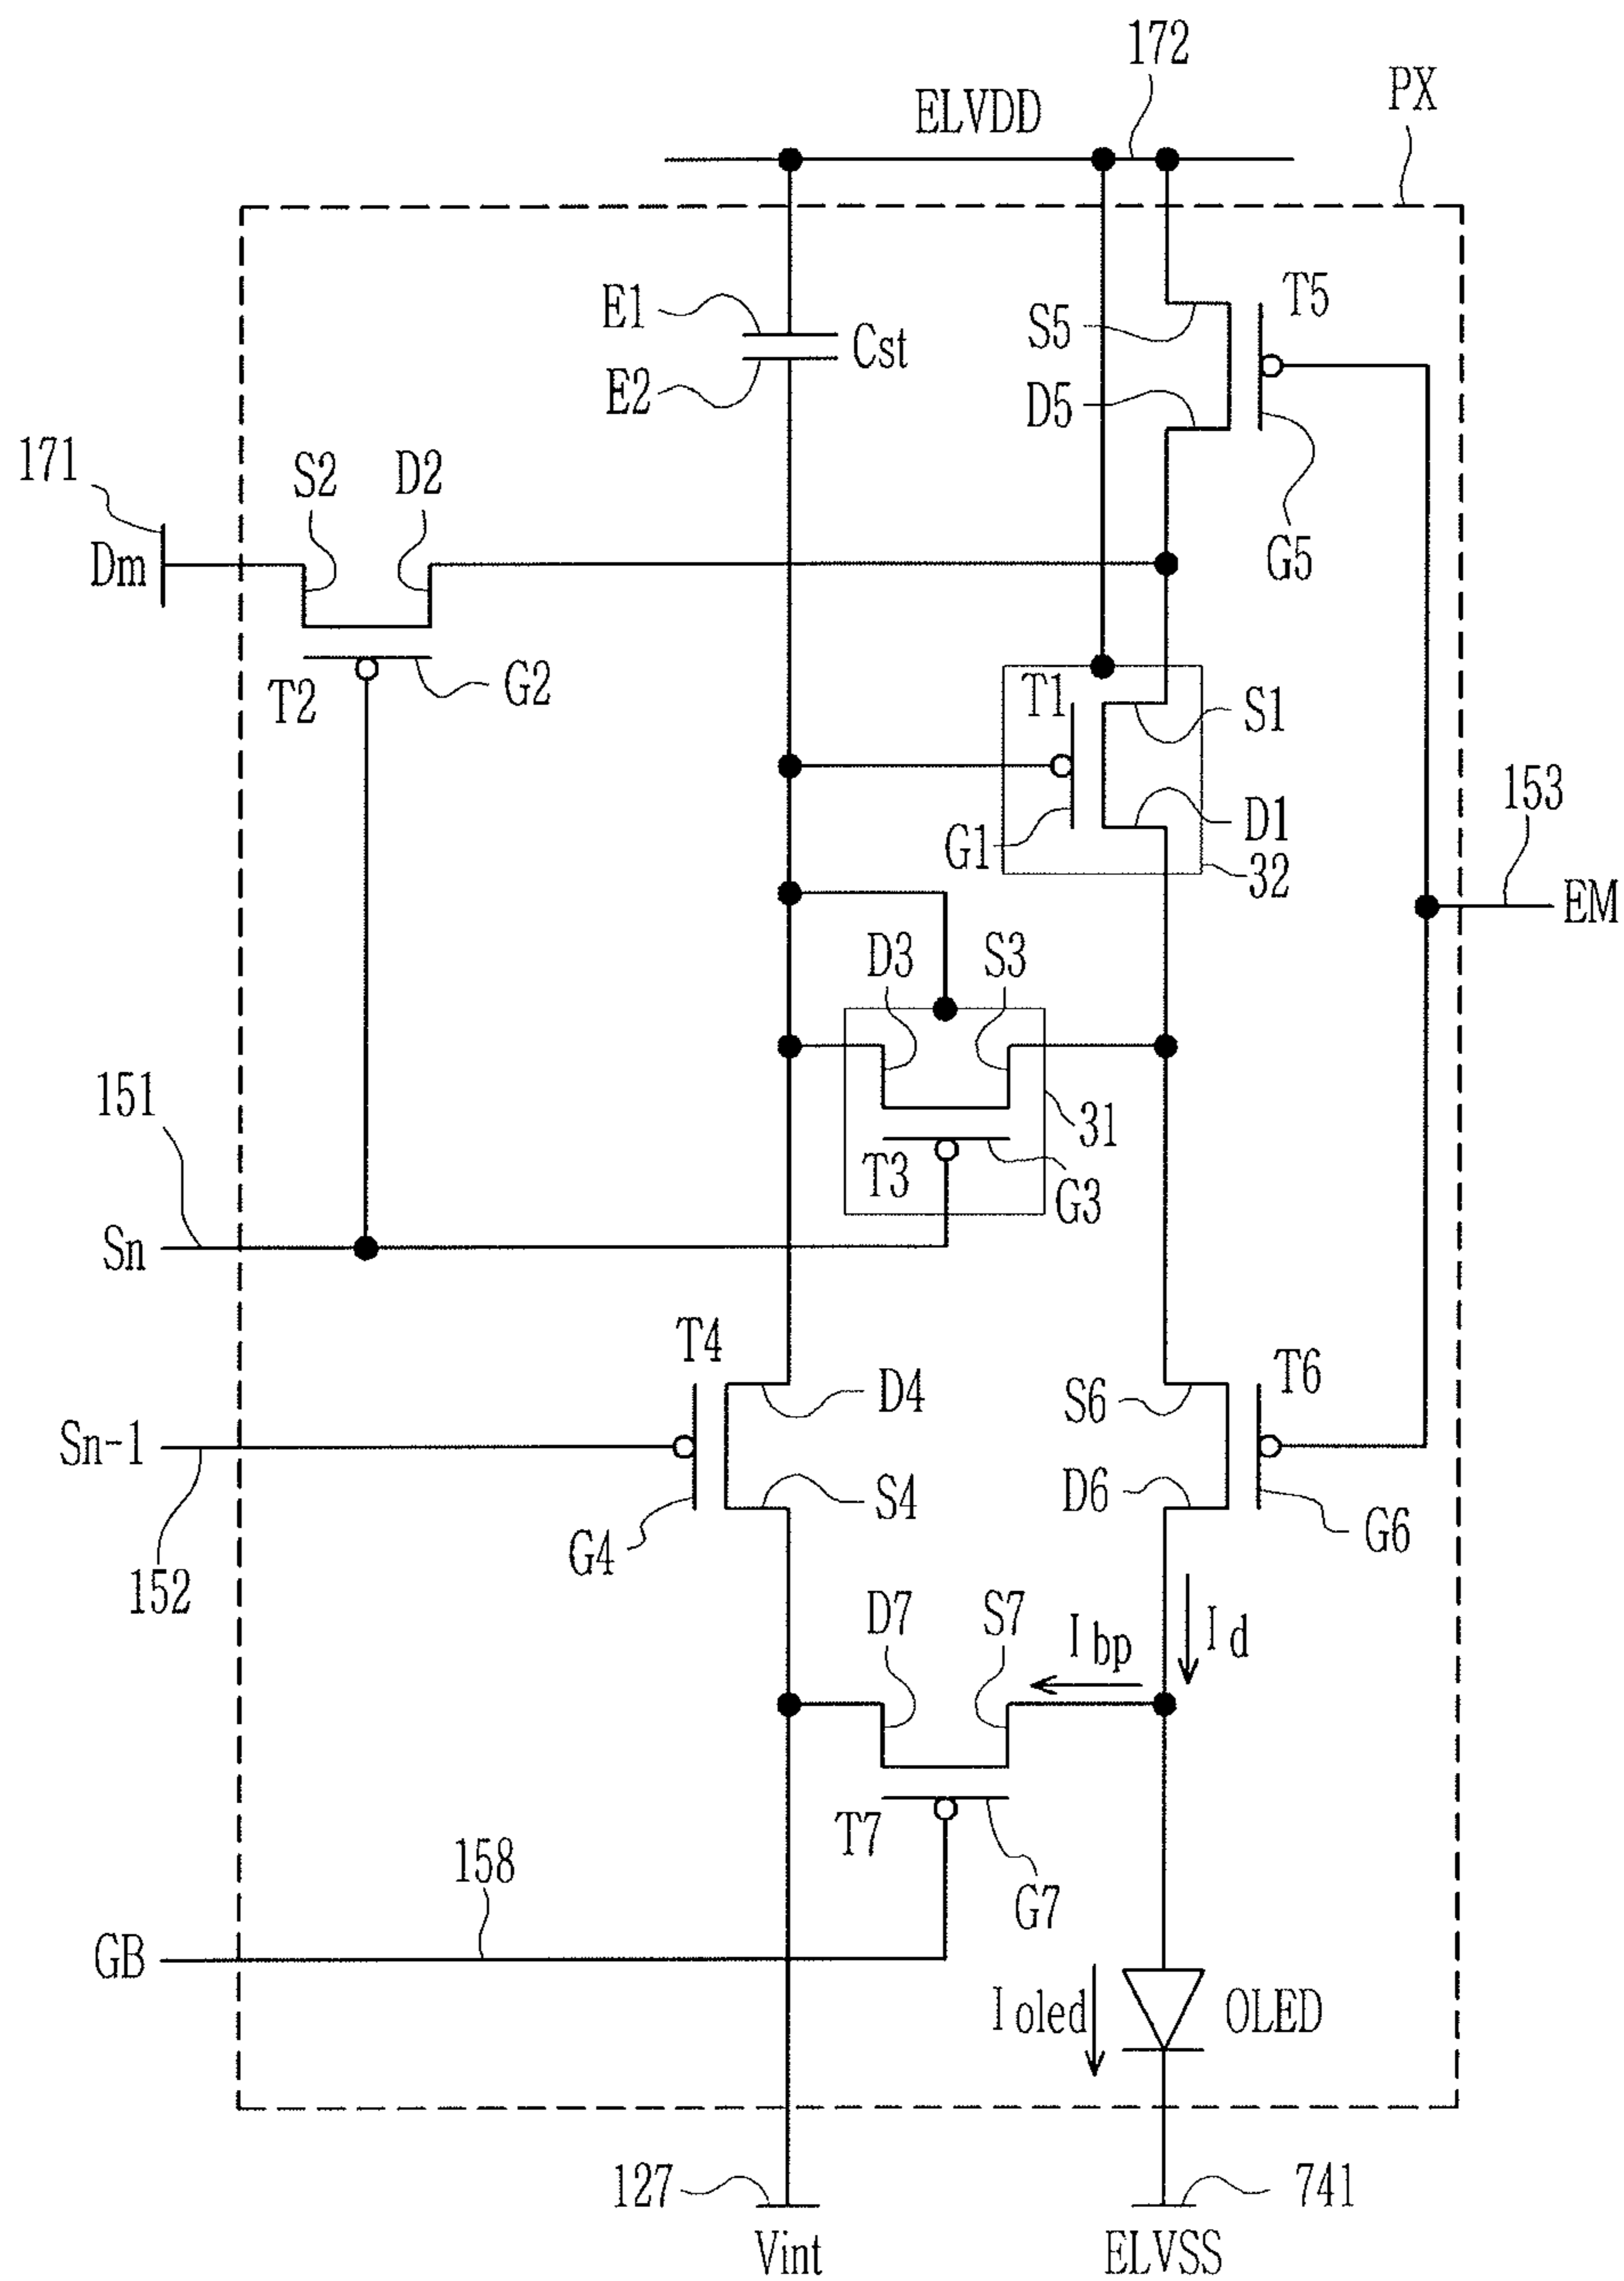 172
ELVDD
PX
E1
Cst
E2
S5
T5
D5
G5
171
S2
D2
Dm
T2
G2
T1
S1
G1
D1
32
153
EM
D3
S3
151
31
T3
G3
Sn
T4
D4
S6
T6
Sn-1
S4
D6
G4
G6
152
D7
S7
I bp
I d
T7
158
G7
GB
I oled
OLED
127
741
Vint
ELVSS